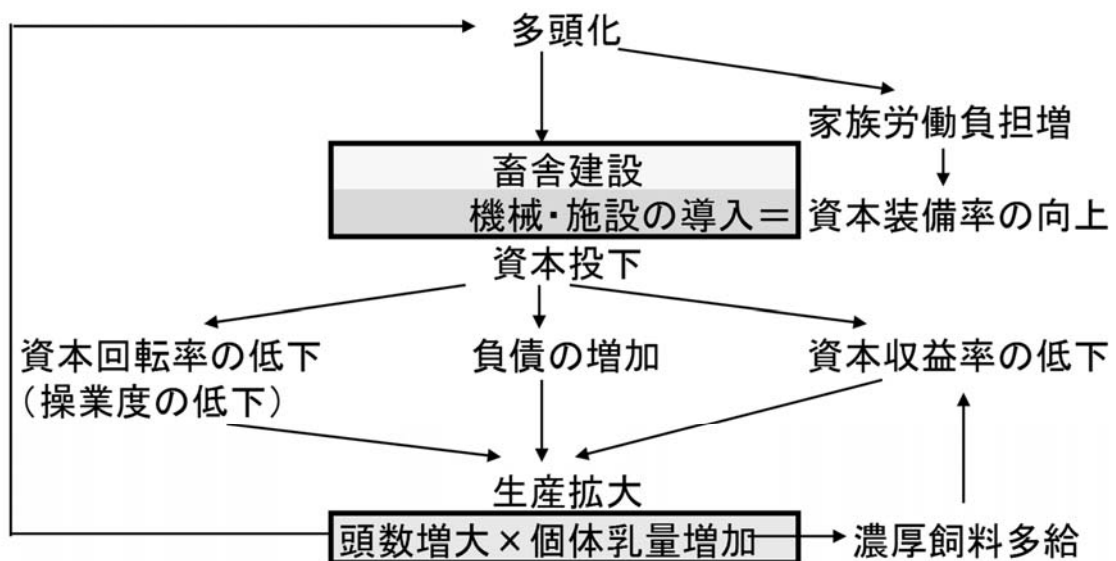 多頭化
家族労働負担増
畜舎建設
機械・施設の導入＝資本装備率の向上
資本投下
資本回転率の低下
（操業度の低下）
負債の増加
資本収益率の低下
生産拡大
頭数増大×個体乳量増加
濃厚飼料多給